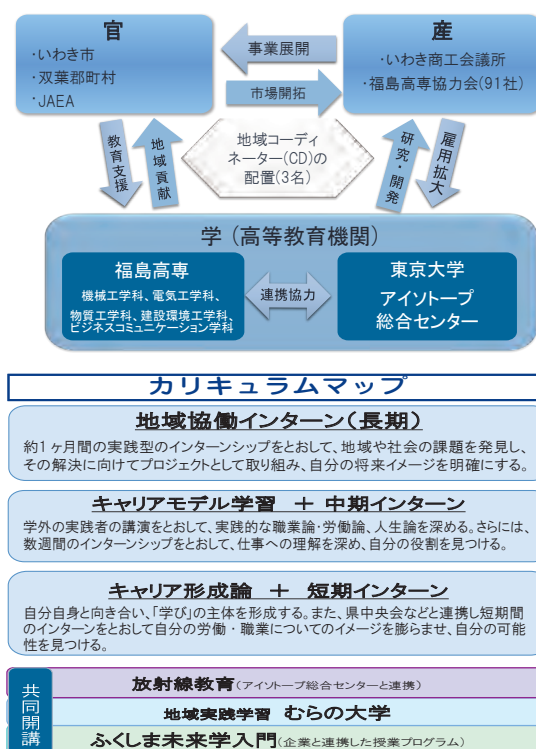 官
・いわき市
・双葉郡町村
・JAEA
事業展開
市場開拓
産
・いわき商工会議所
・福島高専協力会(91社)
教育支援
地域貢献
地域コーディ
ネーター(CD)の
配置(3名)
研究・開発
雇用拡大
学（高等教育機関）
福島高専
機械工学科、電気工学科、
物質工学科、建設環境工学科、
ビジネスコミュニケーション学科
連携協力
東京大学
アイソトープ
総合センター
カリキュラムマップ
地域協働インターン（長期）
約1ヶ月間の実践型のインターンシップをとおして、地域や社会の課題を発見し、
その解決に向けてプロジェクトとして取り組み、自分の将来イメージを明確にする。
キャリアモデル学習 ＋ 中期インターン
学外の実践者の講演をとおして、実践的な職業論・労働論、人生論を深める。さらには、
数週間のインターンシップをとおして、仕事への理解を深め、自分の役割を見つける。
キャリア形成論 ＋ 短期インターン
自分自身と向き合い、「学び」の主体を形成する。また、県中央会などと連携し短期間
のインターンをとおして自分の労働・職業についてのイメージを膨らませ、自分の可能
性を見つける。
共同開講
放射線教育(アイソトープ総合センターと連携)
地域実践学習 むらの大学
ふくしま未来学入門(企業と連携した授業プログラム)